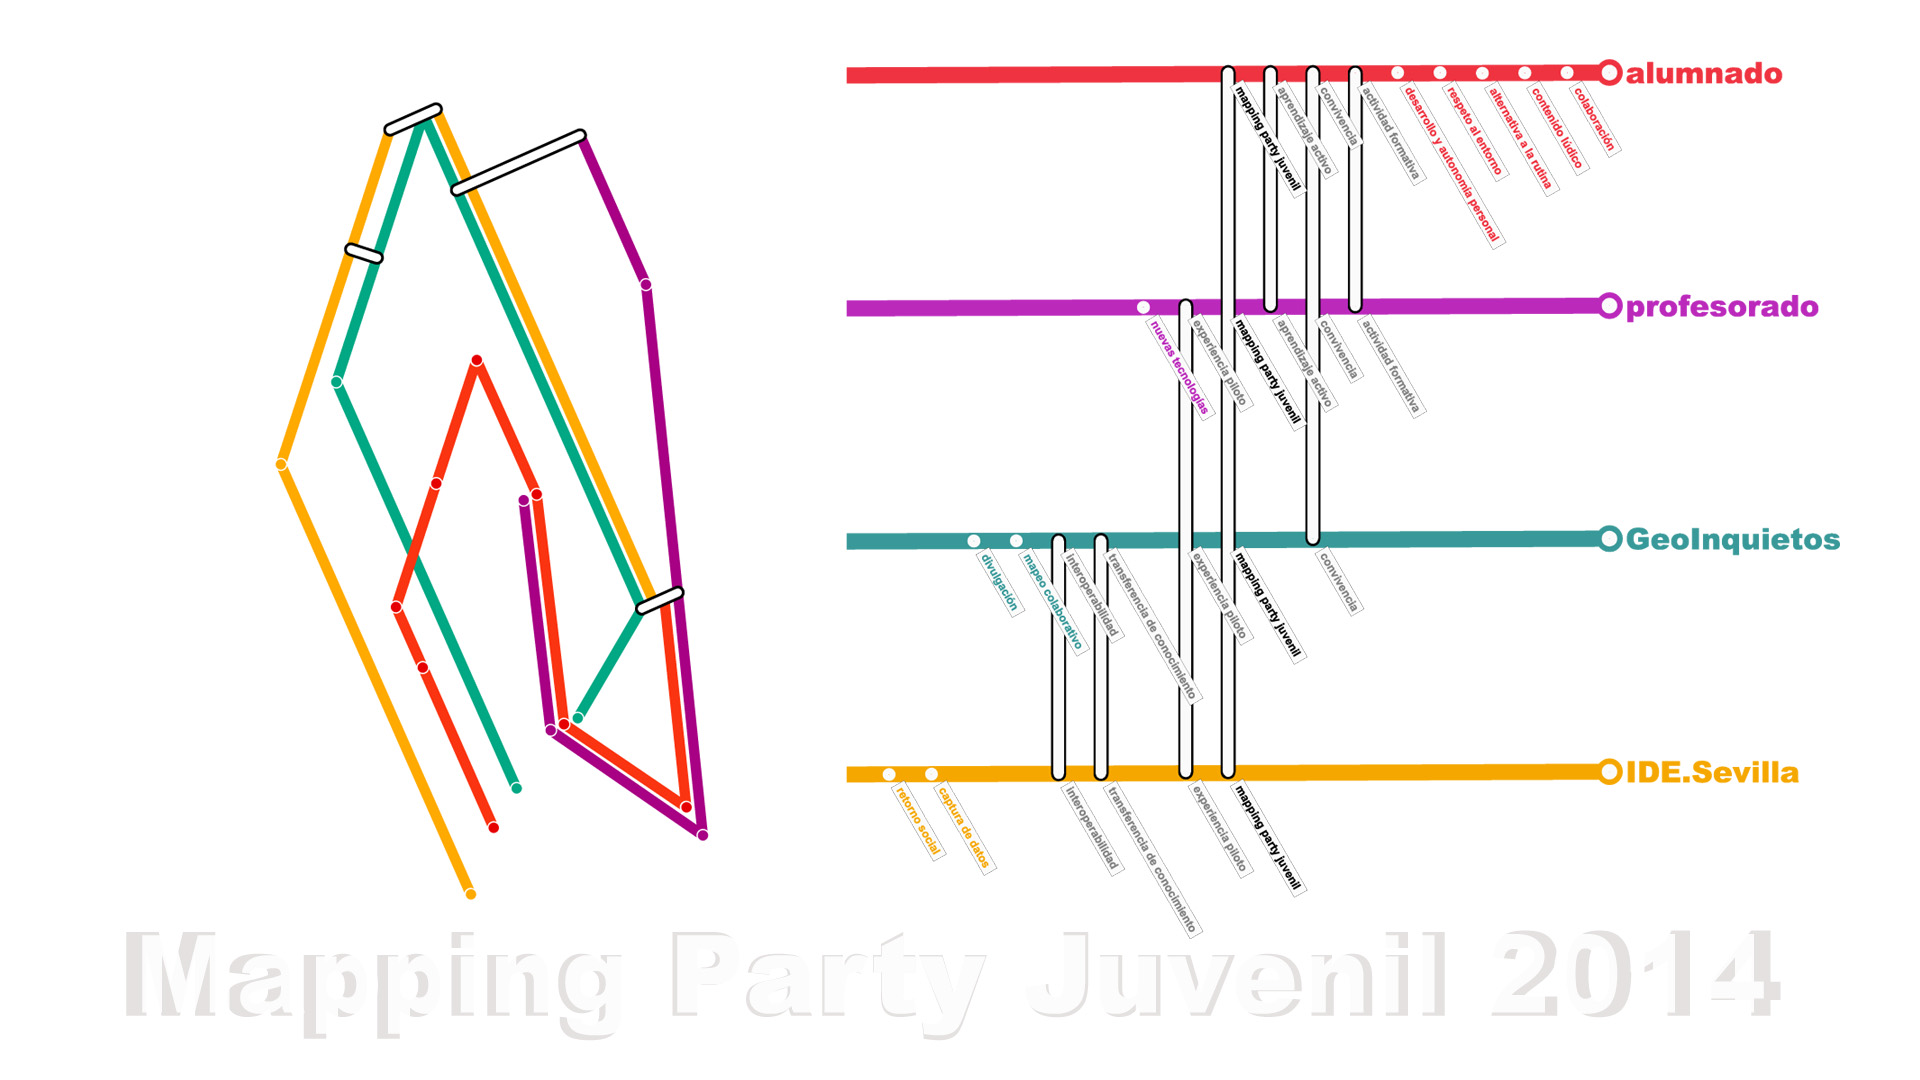 alumnado
mapping party juvenil
aprendizaje activo
convivencia
actividad formativa
desarrollo y autonomía personal
respeto al entorno
alternativa a la rutina
contenido lúdico
colaboración
profesorado
nuevas tecnologías
experiencia piloto
mapping party juvenil
aprendizaje activo
convivencia
actividad formativa
GeoInquietos
divulgación
mapeo colaborativo
interoperabilidad
transferencia de conocimiento
experiencia piloto
mapping party juvenil
convivencia
IDE.Sevilla
retorno social
captura de datos
interoperabilidad
transferencia de conocimiento
experiencia piloto
mapping party juvenil
Mapping Party Juvenil 2014